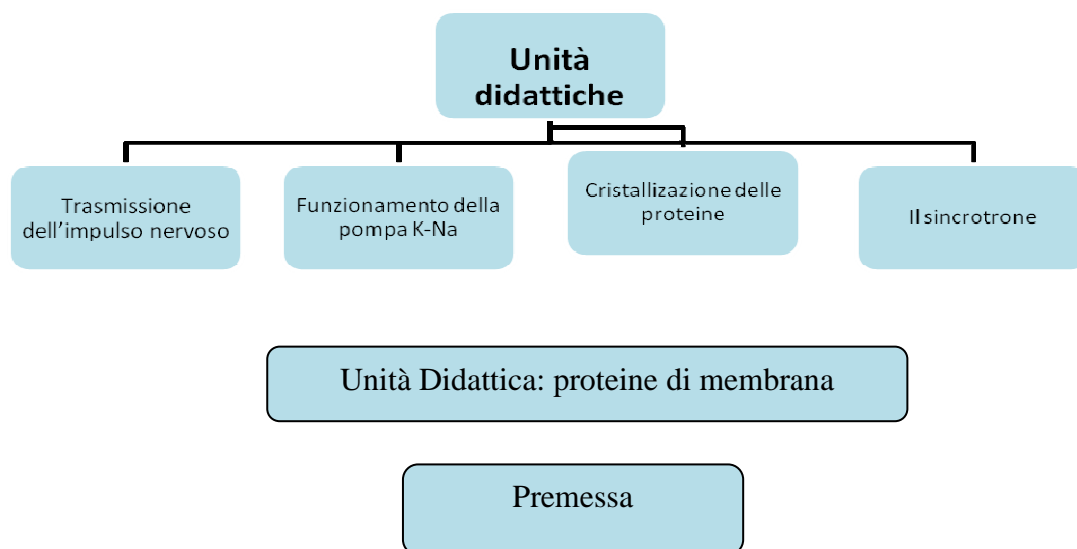 Unità
didattiche
Trasmissione
dell'impulso nervoso
Funzionamento della
pompa K-Na
Cristallizazione delle
proteine
Il sincrotrone
Unità Didattica: proteine di membrana
Premessa